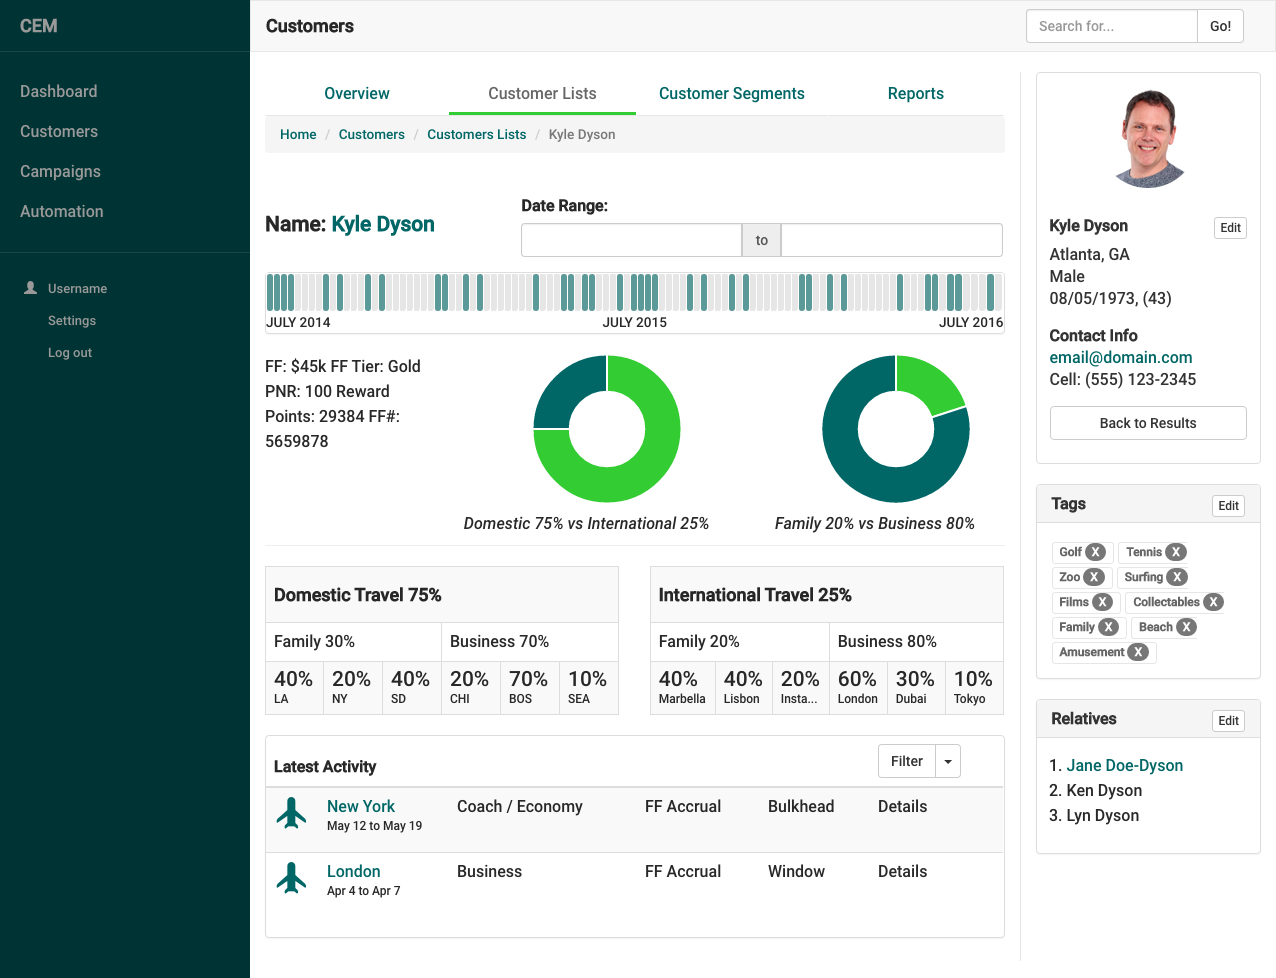 CEM
Customers
Search for...
Go!
Dashboard
Customers
Campaigns
Automation
Username
Settings
Log out
Overview
Customer Lists
Customer Segments
Reports
Home / Customers / Customers Lists / Kyle Dyson
Name: Kyle Dyson
Date Range:
to
JULY 2014
JULY 2015
JULY 2016
FF: $45k FF Tier: Gold
PNR: 100 Reward
Points: 29384 FF#:
5659878
Domestic 75% vs International 25%
Family 20% vs Business 80%
Domestic Travel 75%
Family 30%
Business 70%
40% 20% 40% 20% 70% 10%
LA NY SD CHI BOS SEA
International Travel 25%
Family 20%
Business 80%
40% 40% 20% 60% 30% 10%
Marbella Lisbon Insta... London Dubai Tokyo
Latest Activity
Filter
New York Coach / Economy FF Accrual Bulkhead Details
May 12 to May 19
London Business FF Accrual Window Details
Apr 4 to Apr 7
Kyle Dyson
Edit
Atlanta, GA
Male
08/05/1973, (43)
Contact Info
email@domain.com
Cell: (555) 123-2345
Back to Results
Tags
Edit
Golf X Tennis X
Zoo X Surfing X
Films X Collectables X
Family X Beach X
Amusement X
Relatives
Edit
1. Jane Doe-Dyson
2. Ken Dyson
3. Lyn Dyson